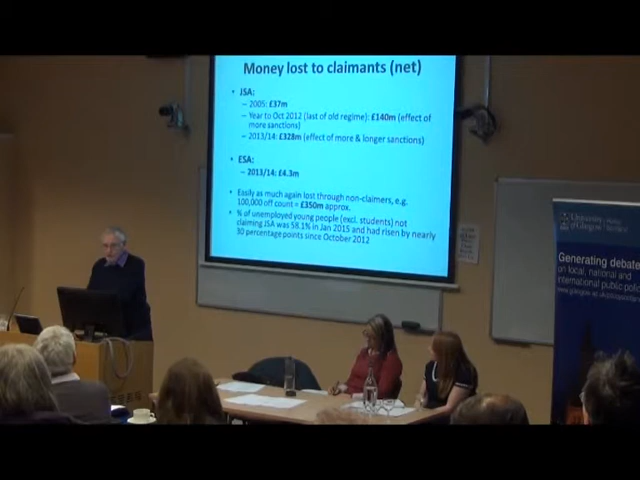 Money lost to claimants (net)
• JSA:
– 2005: £37m
– Year to Oct 2012 (last of old regime): £140m (effect of
more sanctions)
– 2013/14: £328m (effect of more & longer sanctions)
• ESA:
– 2013/14: £4.3m
• Easily as much again lost through non-claimers, e.g.
100,000 off count = £350m approx.
• % of unemployed young people (excl. students) not
claiming JSA was 58.1% in Jan 2015 and had risen by nearly
30 percentage points since October 2012
University
of Glasgow
Generating debate
on local, national and
international public polic